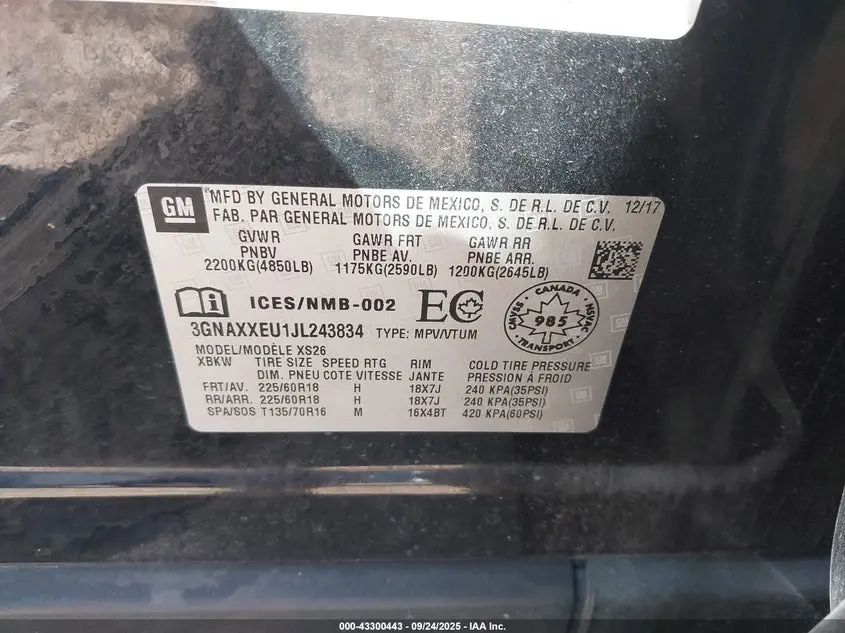 GM
MFD BY GENERAL MOTORS DE MEXICO, S. DE R.L. DE C.V. 12/17
FAB. PAR GENERAL MOTORS DE MEXICO, S. DE R.L. DE C.V.
GVWR GAWR FRT GAWR RR
PNBV PNBE AV. PNBE ARR.
2200KG(4850LB) 1175KG(2590LB) 1200KG(2645LB)
ICES/NMB-002 EC
CANADA
CMVSS 985 NSVAC
TRANSPORT
3GNAXXEU1JL243834 TYPE: MPV/VTUM
MODEL/MODÈLE XS26
XBKW TIRE SIZE SPEED RTG RIM COLD TIRE PRESSURE
DIM. PNEU COTE VITESSE JANTE PRESSION À FROID
FRT/AV. 225/60R18 H 18X7J 240 KPA(35PSI)
RR/ARR. 225/60R18 H 18X7J 240 KPA(35PSI)
SPA/SOS T135/70R16 M 16X4BT 420 KPA(60PSI)
000-43300443 - 09/24/2025 - IAA Inc.